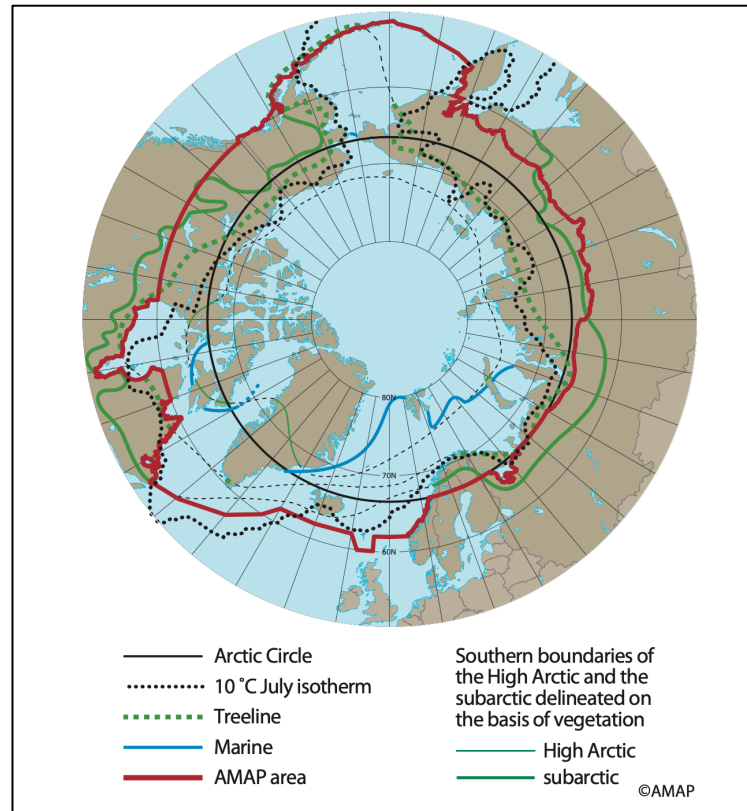 80N
70N
60N
Arctic Circle
10 °C July isotherm
Treeline
Marine
AMAP area
Southern boundaries of
the High Arctic and the
subarctic delineated on
the basis of vegetation
High Arctic
subarctic
©AMAP